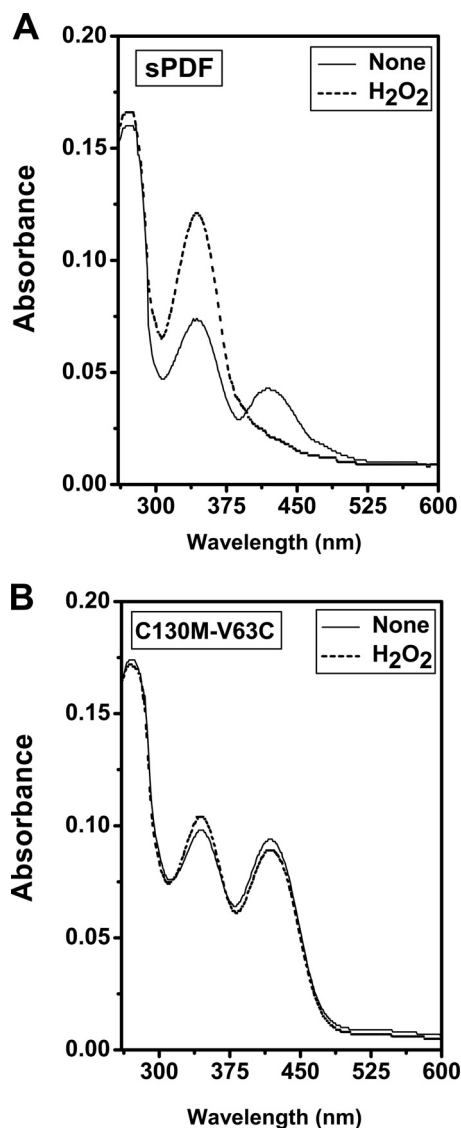 A
sPDF
None
H₂O₂
0.20
0.15
0.10
0.05
0.00
Absorbance
300 375 450 525 600
Wavelength (nm)
B
C130M-V63C
None
H₂O₂
0.20
0.15
0.10
0.05
0.00
Absorbance
300 375 450 525 600
Wavelength (nm)